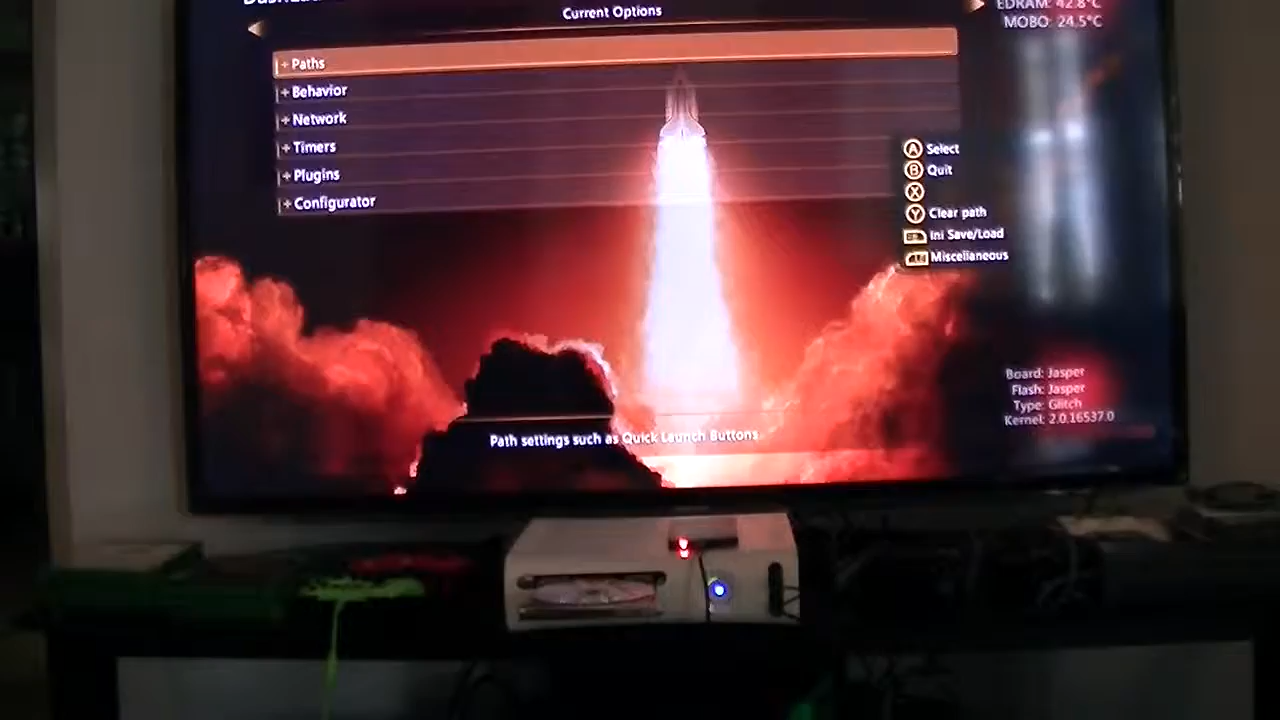 Current Options
EDRAM: 42.8°C
MOBO: 24.5°C
+ Paths
+ Behavior
+ Network
+ Timers
+ Plugins
+ Configurator
A Select
B Quit
X
Y Clear path
Ini Save/Load
Miscellaneous
Board: Jasper
Flash: Jasper
Type: Glitch
Kernel: 2.0.16537.0
Path settings such as Quick Launch Buttons